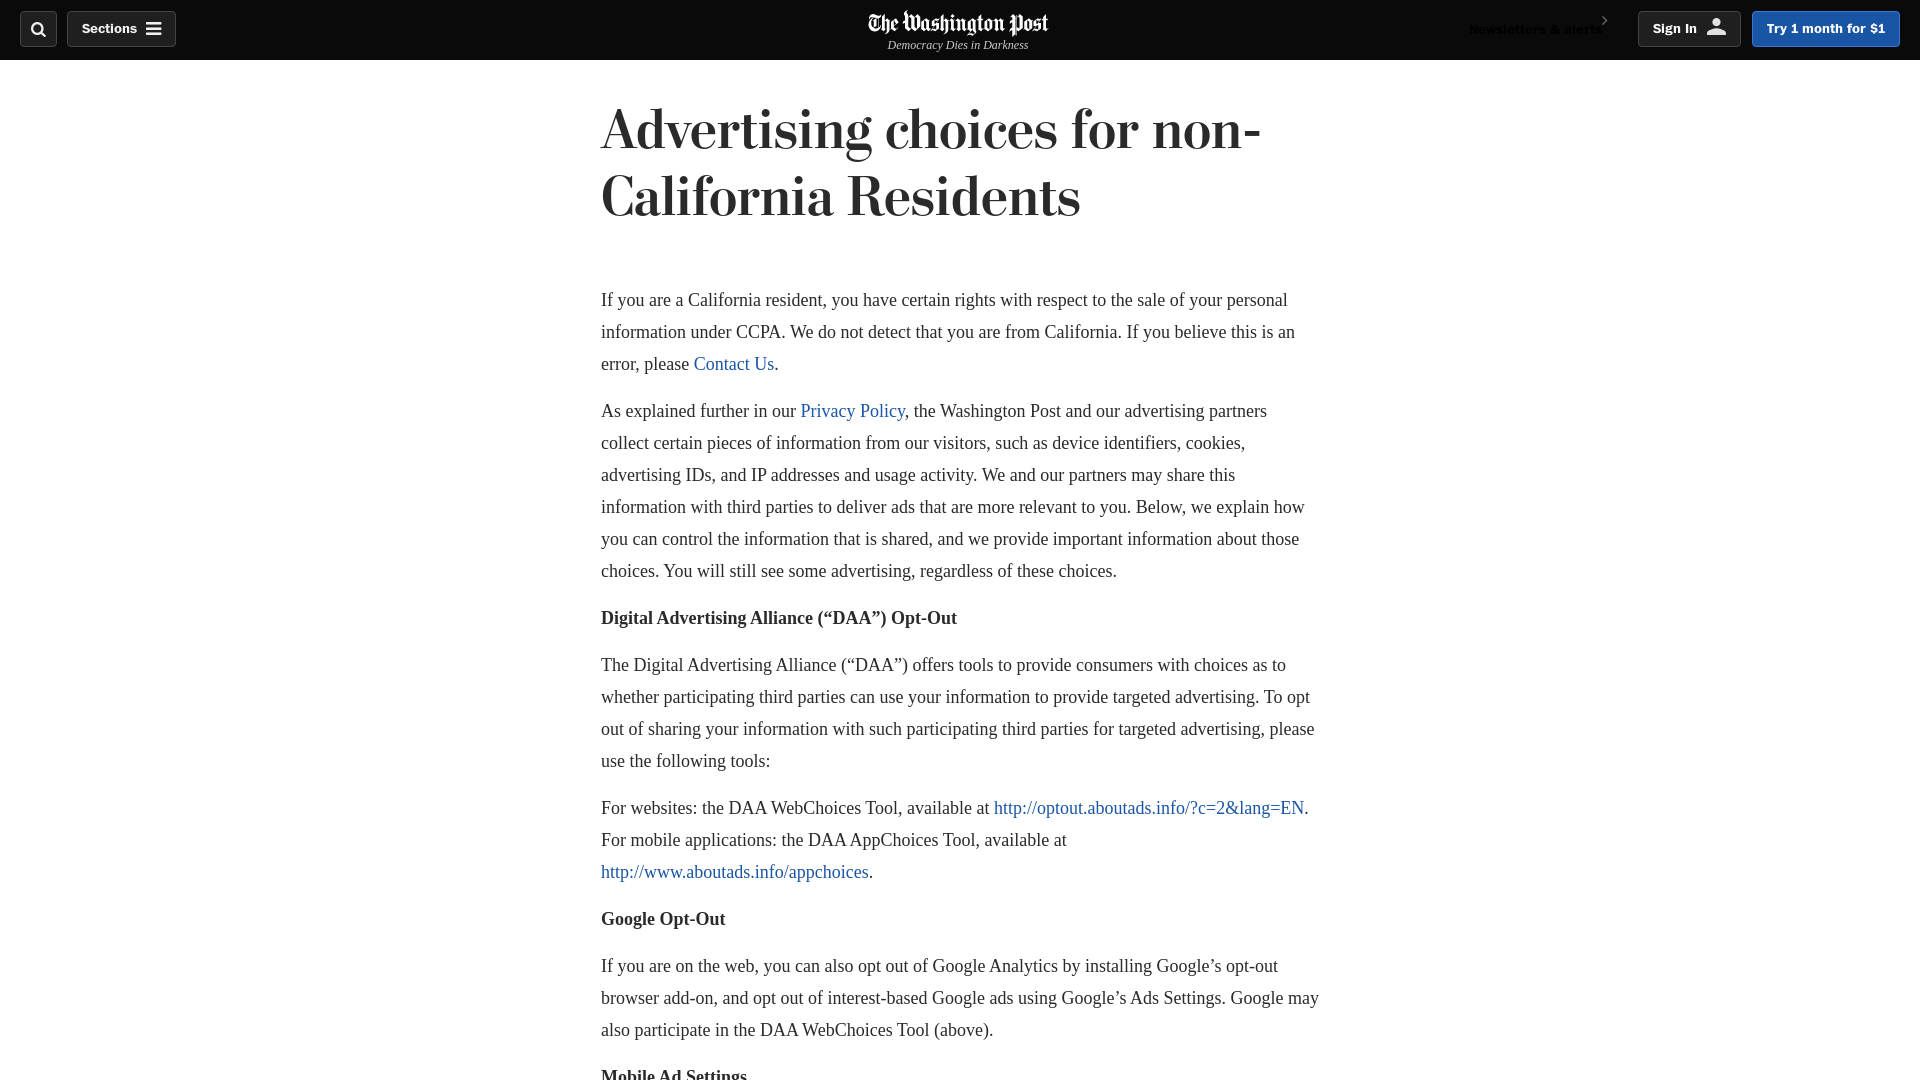 Sections
The Washington Post
Democracy Dies in Darkness
Newsletters & alerts
Sign In
Try 1 month for $1
Advertising choices for non-
California Residents
If you are a California resident, you have certain rights with respect to the sale of your personal
information under CCPA. We do not detect that you are from California. If you believe this is an
error, please Contact Us.
As explained further in our Privacy Policy, the Washington Post and our advertising partners
collect certain pieces of information from our visitors, such as device identifiers, cookies,
advertising IDs, and IP addresses and usage activity. We and our partners may share this
information with third parties to deliver ads that are more relevant to you. Below, we explain how
you can control the information that is shared, and we provide important information about those
choices. You will still see some advertising, regardless of these choices.
Digital Advertising Alliance (“DAA”) Opt-Out
The Digital Advertising Alliance (“DAA”) offers tools to provide consumers with choices as to
whether participating third parties can use your information to provide targeted advertising. To opt
out of sharing your information with such participating third parties for targeted advertising, please
use the following tools:
For websites: the DAA WebChoices Tool, available at http://optout.aboutads.info/?c=2&lang=EN.
For mobile applications: the DAA AppChoices Tool, available at
http://www.aboutads.info/appchoices.
Google Opt-Out
If you are on the web, you can also opt out of Google Analytics by installing Google’s opt-out
browser add-on, and opt out of interest-based Google ads using Google’s Ads Settings. Google may
also participate in the DAA WebChoices Tool (above).
Mobile Ad Settings